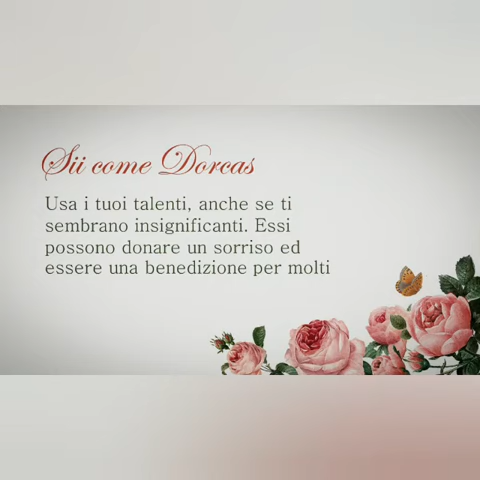 Sii come Dorcas
Usa i tuoi talenti, anche se ti
sembrano insignificanti. Essi
possono donare un sorriso ed
essere una benedizione per molti